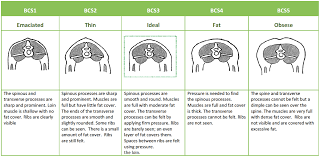 BCS1 BCS2 BCS3 BCS4 BCS5
Emaciated Thin Ideal Fat Obsese
The spinous and
transverse processes are
sharp and prominent. Loin
muscle is shallow with no
fat cover. Ribs are clearly
visible
Spinous processes are sharp
and prominent. Muscles are
full but have little fat cover.
The ends of the transverse
processes are smooth and
slightly rounded. Some ribs
can be seen. There is a small
amount of fat cover. Ribs
are still felt.
Spinous processes are
smooth and round. Muscles
are full with moderate fat
cover. The transverse
processes can be felt by
applying firm pressure. Ribs
are barely seen; an even
layer of fat covers them.
Spaces between ribs are felt
using pressure.
the loin.
Pressure is needed to find
the spinous processes.
Muscles are full and fat
cover is thick. The transverse
processes cannot be felt.
Ribs are not seen.
The spine and transverse
processes cannot be felt but a
dimple can be seen over the
spine. The muscles are very full
with dense fat cover. Ribs are
not visible and are covered with
excessive fat.